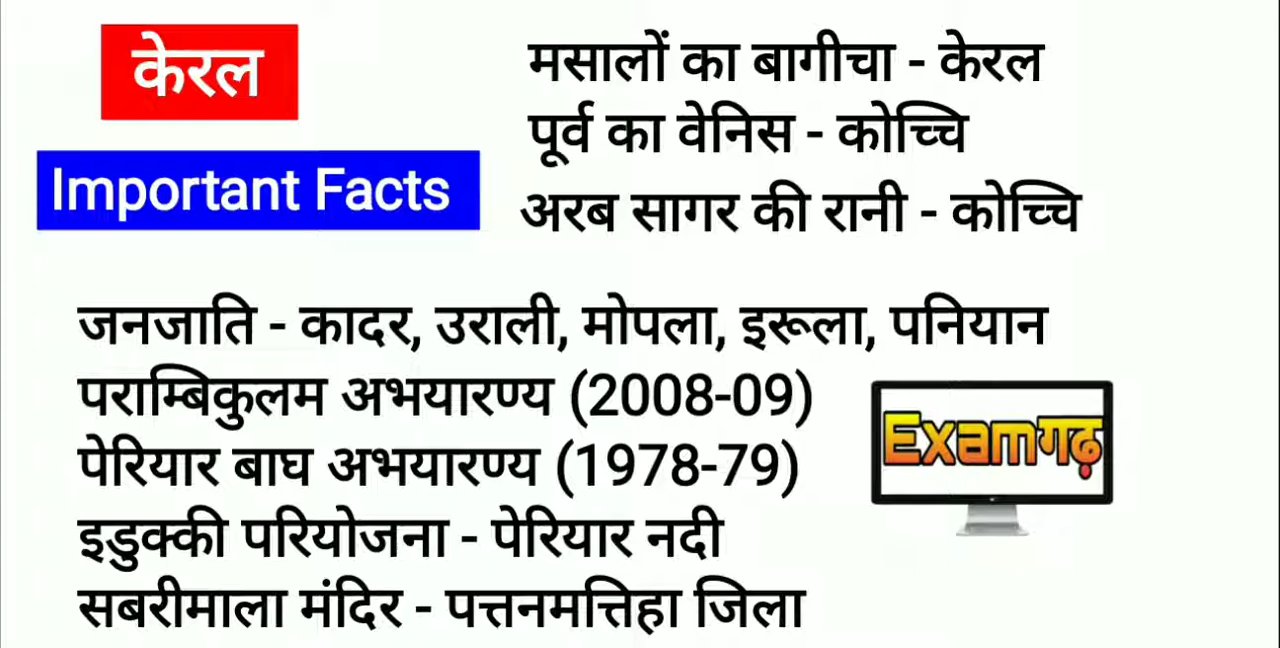 केरल
Important Facts
मसालों का बागीचा - केरल
पूर्व का वेनिस - कोच्चि
अरब सागर की रानी - कोच्चि
जनजाति - कादर, उराली, मोपला, इरूला, पनियान
पराम्बिकुलम अभयारण्य (2008-09)
पेरियार बाघ अभयारण्य (1978-79)
इडुक्की परियोजना - पेरियार नदी
सबरीमाला मंदिर - पत्तनमत्तिहा जिला
Examगढ़